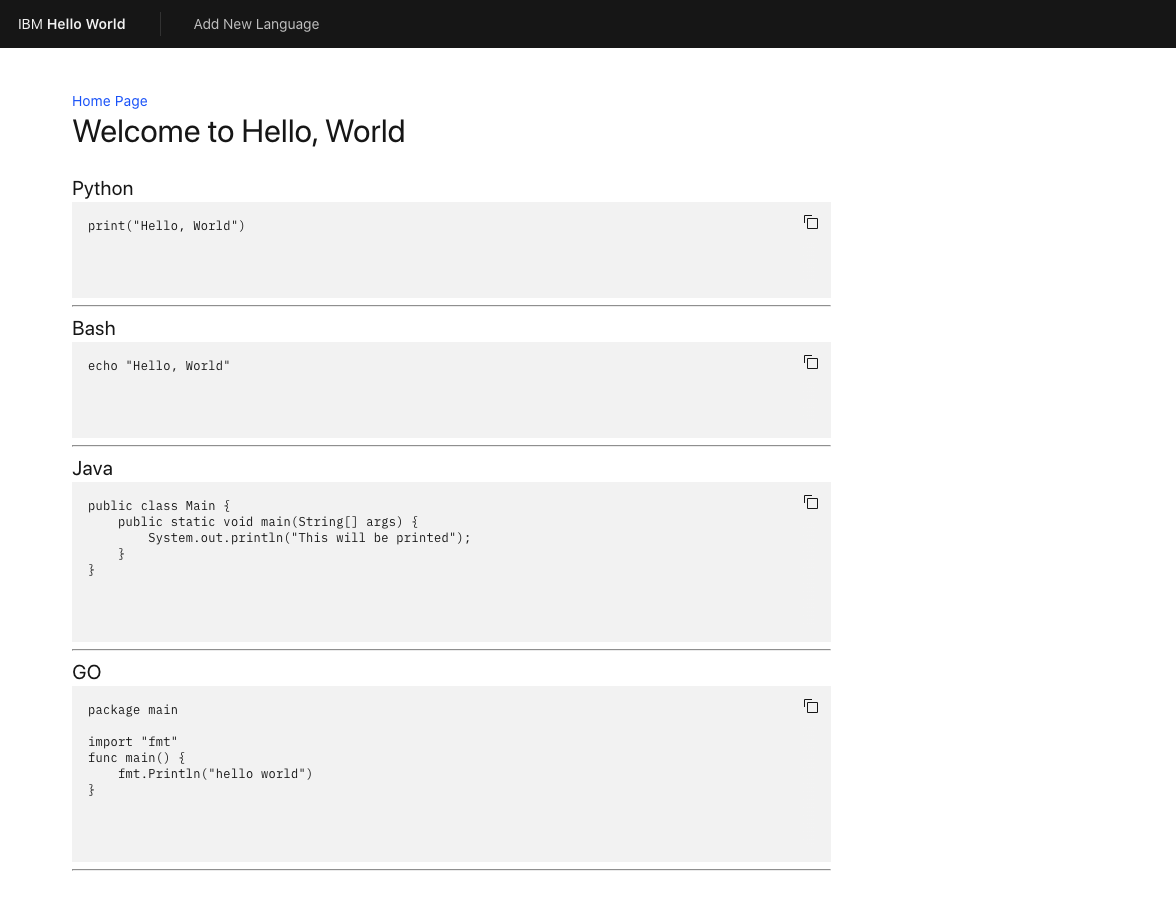 IBM Hello World
Add New Language
Home Page
Welcome to Hello, World
Python
print("Hello, World")
Bash
echo "Hello, World"
Java
public class Main {
    public static void main(String[] args) {
        System.out.println("This will be printed");
    }
}
GO
package main
import "fmt"
func main() {
    fmt.Println("hello world")
}